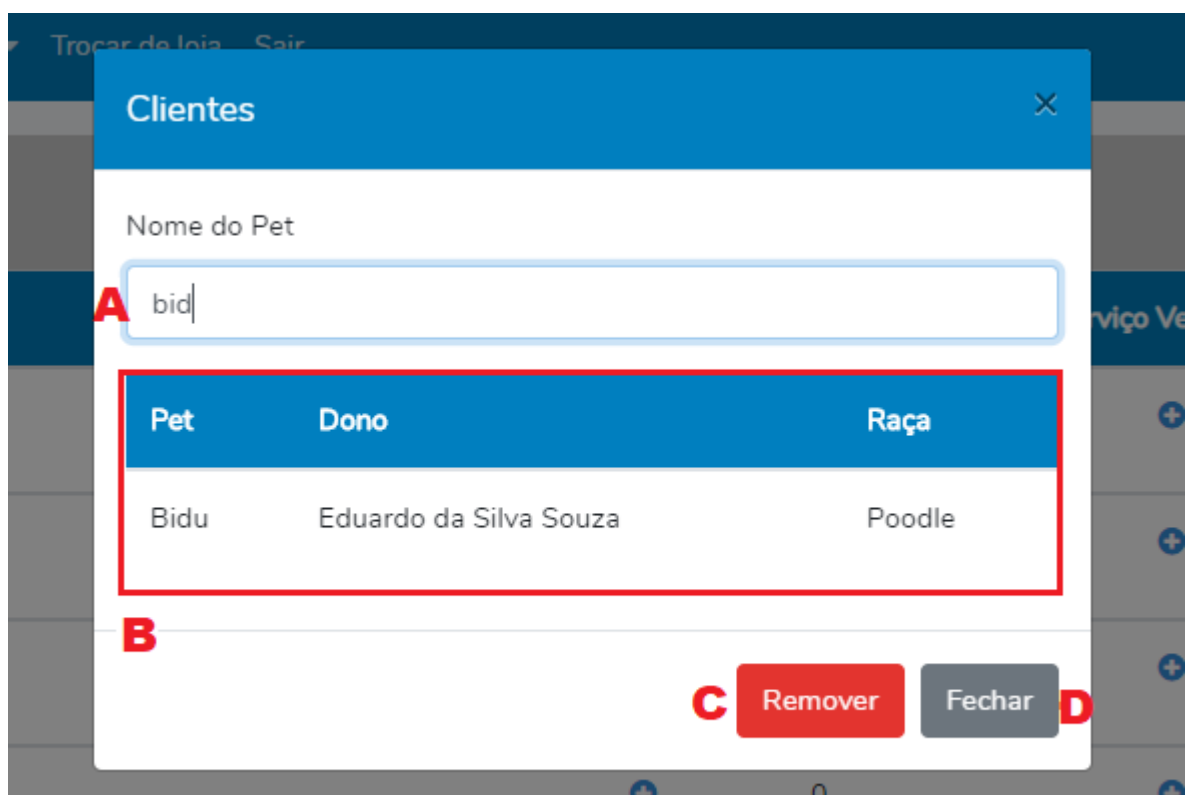 Trocar de loja Sair
Clientes ×
Nome do Pet
A bid
rviço Ve
Pet Dono Raça
Bidu Eduardo da Silva Souza Poodle
B
C Remover Fechar D
0